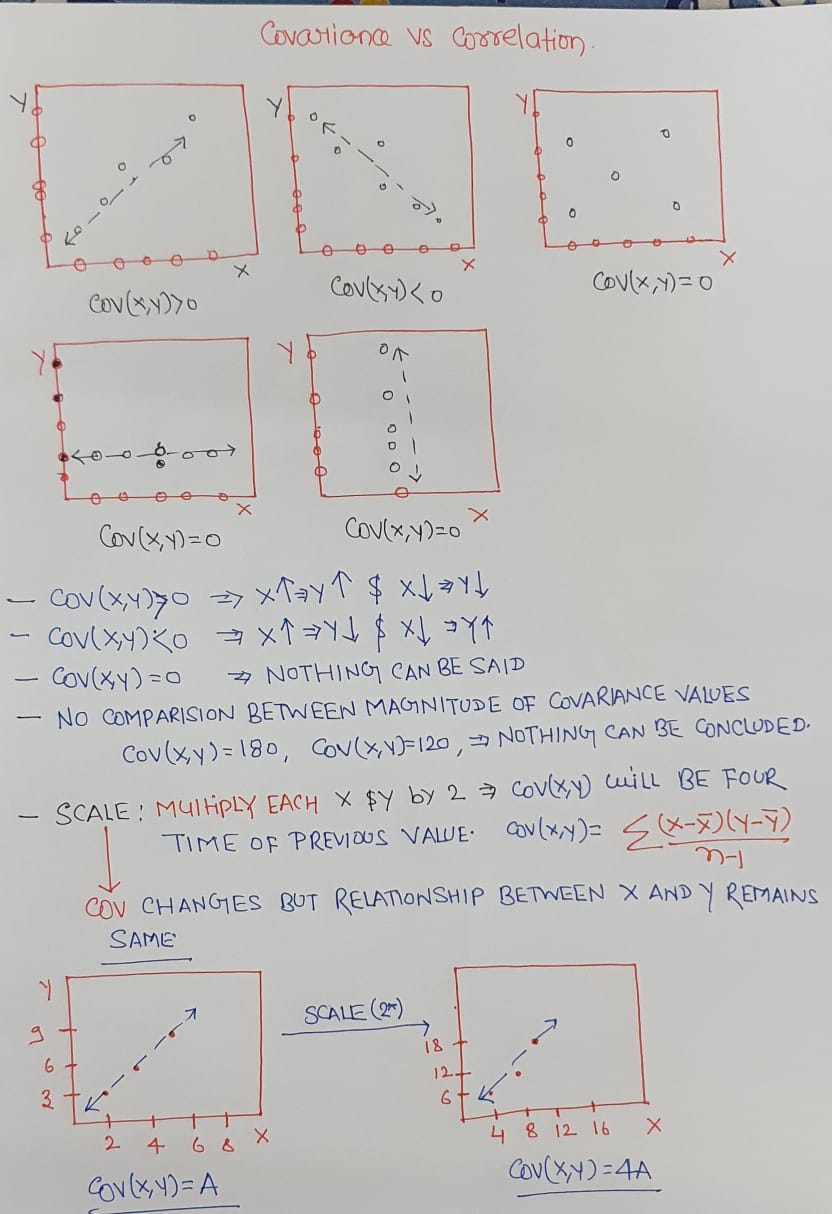 Covariance VS Correlation.
Y
X
COV(X,Y)>0
Y
X
COV(X,Y)<0
Y
X
COV(X,Y)=0
Y
X
COV(X,Y)=0
Y
X
COV(X,Y)=0
— COV(X,Y)>0 ⇒ X↑⇒Y↑ $ X↓⇒Y↓
— COV(X,Y)<0 ⇒ X↑⇒Y↓ $ X↓⇒Y↑
— COV(X,Y)=0 ⇒ NOTHING CAN BE SAID
— NO COMPARISION BETWEEN MAGNITUDE OF COVARIANCE VALUES
COV(X,Y)=180, COV(X,Y)=120, ⇒ NOTHING CAN BE CONCLUDED.
— SCALE: MULTIPLY EACH X $Y by 2 ⇒ COV(X,Y) WILL BE FOUR
TIME OF PREVIOUS VALUE. COV(X,Y)= Σ(X-X̄)(Y-Ȳ)
n-1
COV CHANGES BUT RELATIONSHIP BETWEEN X AND Y REMAINS
SAME
Y
9
6
3
2 4 6 8 X
COV(X,Y)=A
SCALE(2*)
18
12
6
4 8 12 16 X
COV(X,Y)=4A